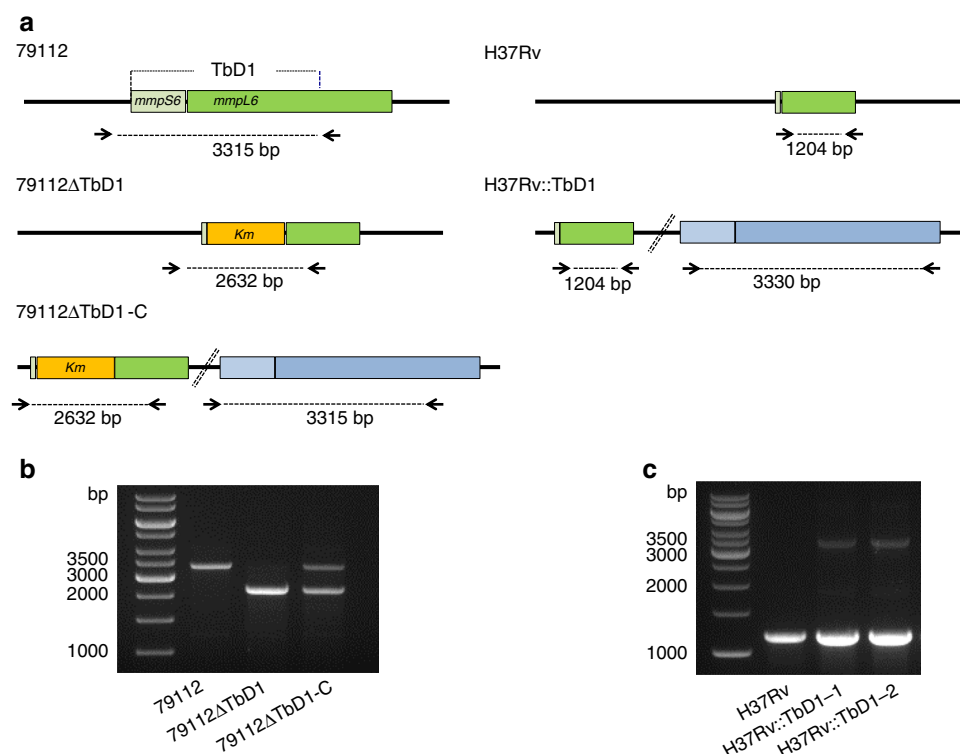 a
79112
TbD1
mmpS6 mmpL6
3315 bp
H37Rv
1204 bp
79112ΔTbD1
Km
2632 bp
H37Rv::TbD1
1204 bp
3330 bp
79112ΔTbD1-C
Km
2632 bp
3315 bp
b
bp
3500
3000
2000
1000
79112
79112ΔTbD1
79112ΔTbD1-C
c
bp
3500
3000
2000
1000
H37Rv
H37Rv::TbD1–1
H37Rv::TbD1–2